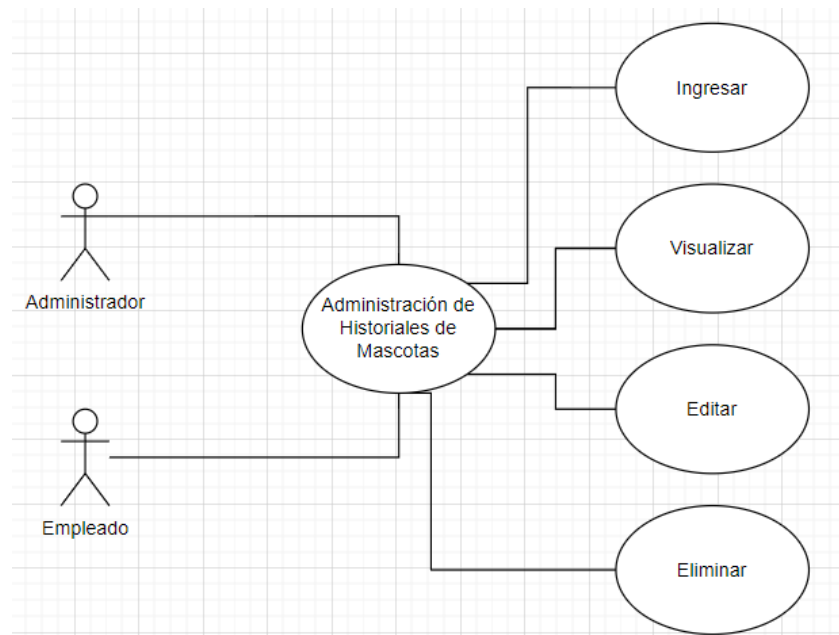 Ingresar
Visualizar
Administrador
Administración de
Historiales de
Mascotas
Editar
Empleado
Eliminar